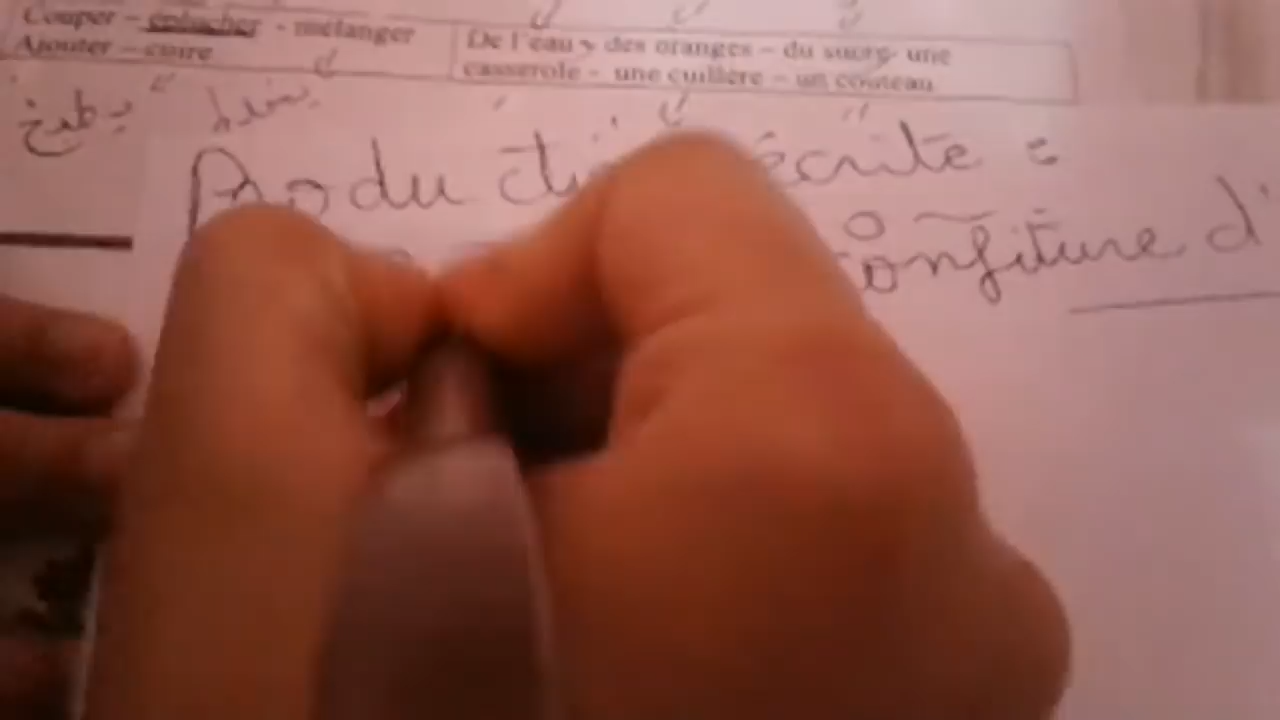 Couper – éplucher - mélanger
Ajouter – cuire
De l'eau – des oranges – du sucre- une
casserole – une cuillère – un couteau
يطبخ
Production écrite :
confiture d'